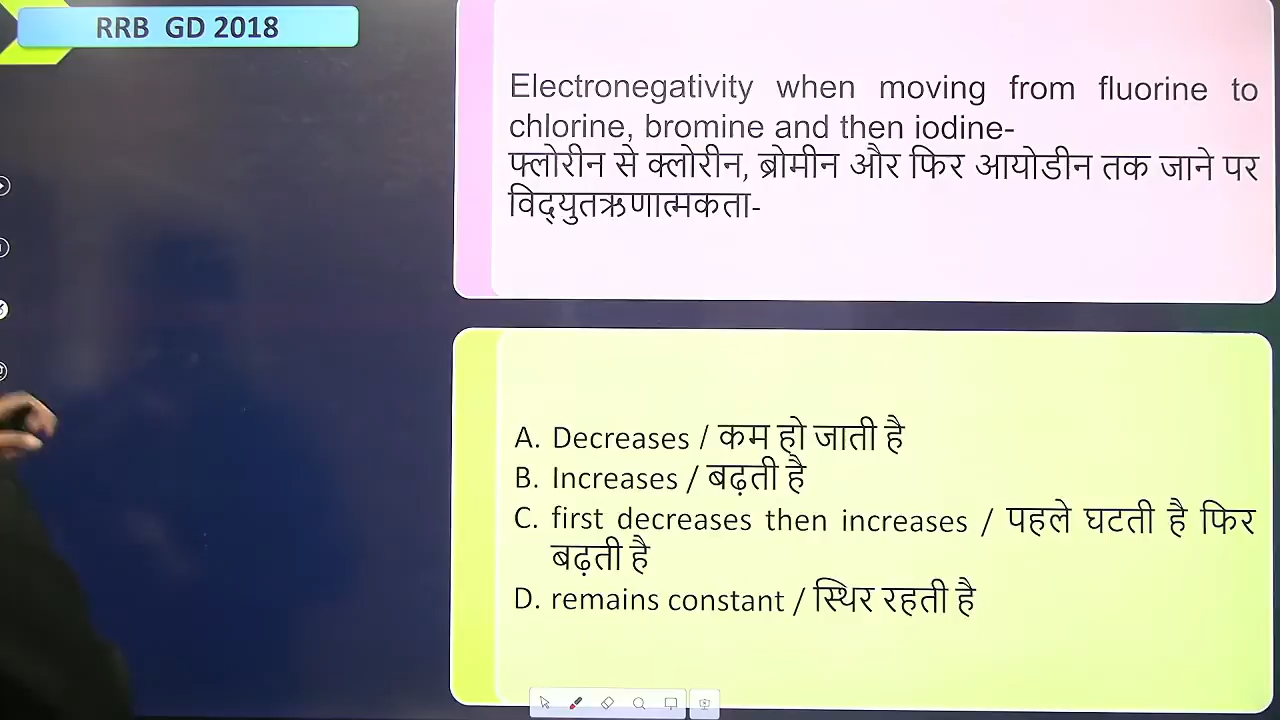 RRB GD 2018
Electronegativity when moving from fluorine to
chlorine, bromine and then iodine-
फ्लोरीन से क्लोरीन, ब्रोमीन और फिर आयोडीन तक जाने पर
विद्युतऋणात्मकता-
A. Decreases / कम हो जाती है
B. Increases / बढ़ती है
C. first decreases then increases / पहले घटती है फिर
बढ़ती है
D. remains constant / स्थिर रहती है